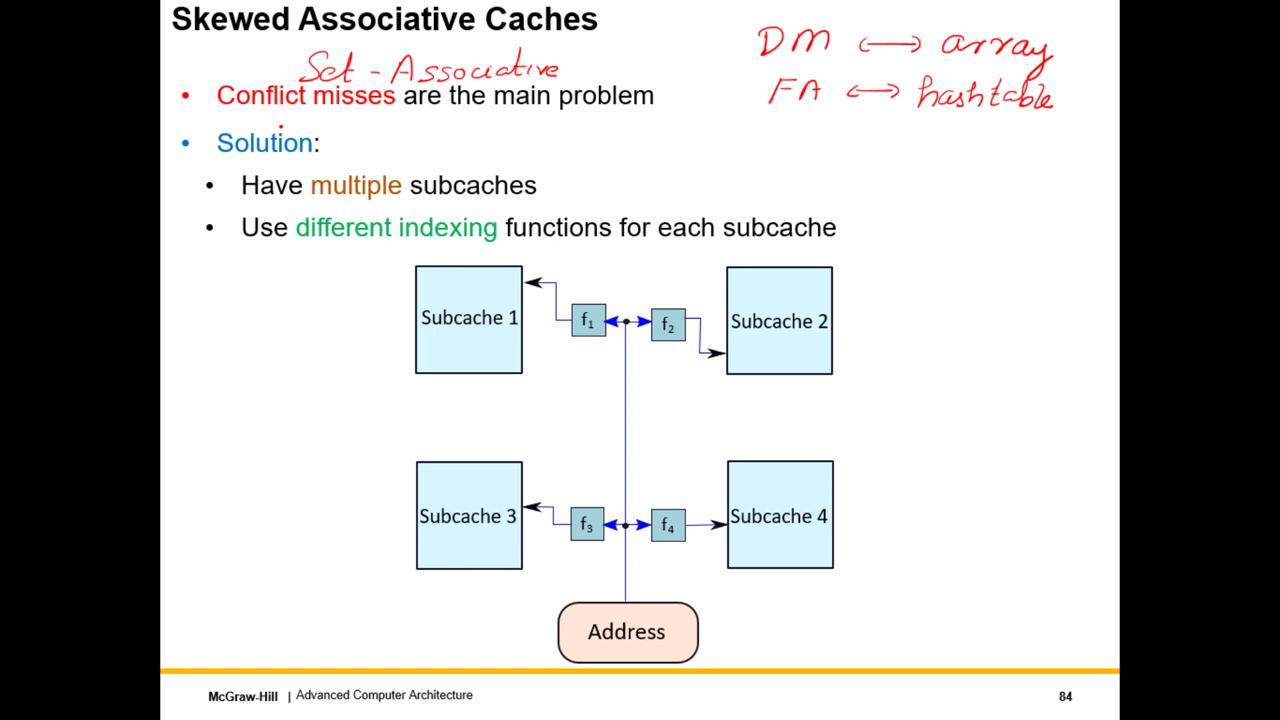 Skewed Associative Caches
DM ⟷ array
Set - Associative
FA ⟷ hashtable
• Conflict misses are the main problem
• Solution:
• Have multiple subcaches
• Use different indexing functions for each subcache
Subcache 1
f1
f2
Subcache 2
Subcache 3
f3
f4
Subcache 4
Address
McGraw-Hill | Advanced Computer Architecture
84